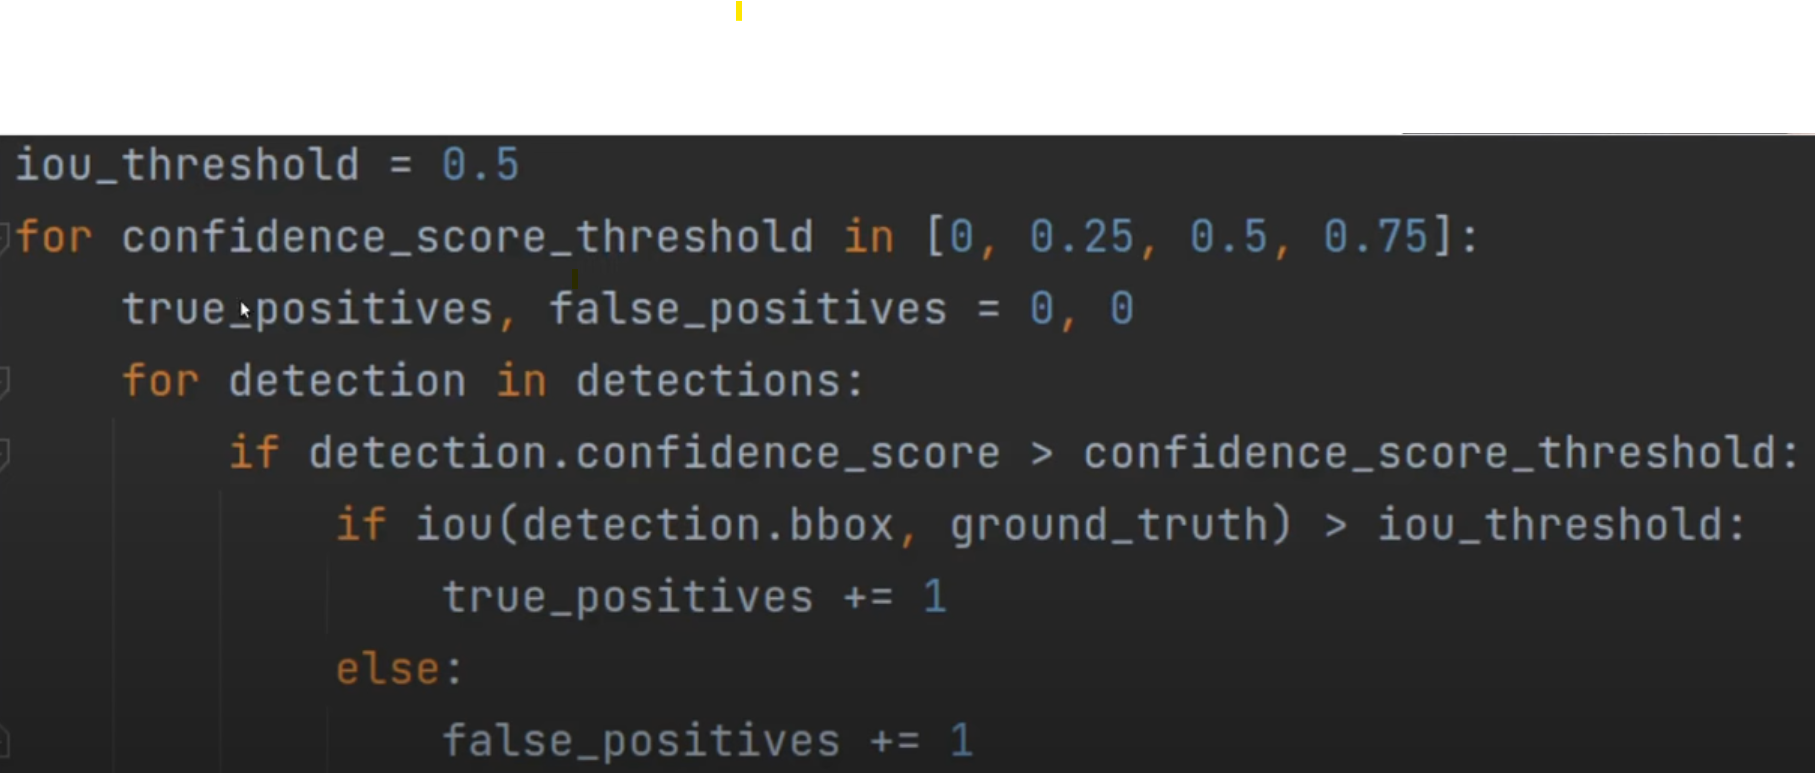 iou_threshold = 0.5
for confidence_score_threshold in [0, 0.25, 0.5, 0.75]:
    true_positives, false_positives = 0, 0
    for detection in detections:
        if detection.confidence_score > confidence_score_threshold:
            if iou(detection.bbox, ground_truth) > iou_threshold:
                true_positives += 1
            else:
                false_positives += 1